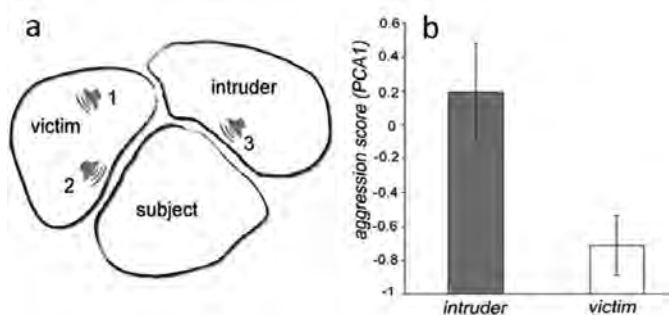 a
victim
1
2
intruder
3
subject
b
aggression score (PCA1)
0.6
0.4
0.2
0
-0.2
-0.4
-0.6
-0.8
-1
intruder
victim